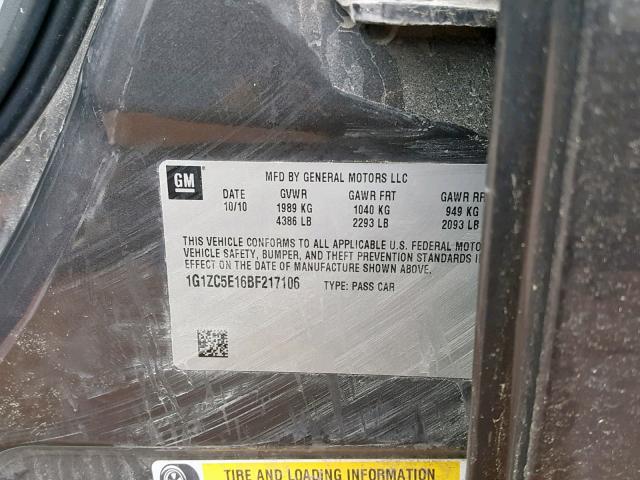 GM
MFD BY GENERAL MOTORS LLC
DATE GVWR GAWR FRT GAWR
10/10 1989 KG 1040 KG 949 KG
4386 LB 2293 LB 2093 LB
THIS VEHICLE CONFORMS TO ALL APPLICABLE U.S. FEDERAL MOTO
VEHICLE SAFETY, BUMPER, AND THEFT PREVENTION STANDARDS
EFFECT ON THE DATE OF MANUFACTURE SHOWN ABOVE.
1G1ZC5E16BF217106 TYPE: PASS CAR
TIRE AND LOADING INFORMATION